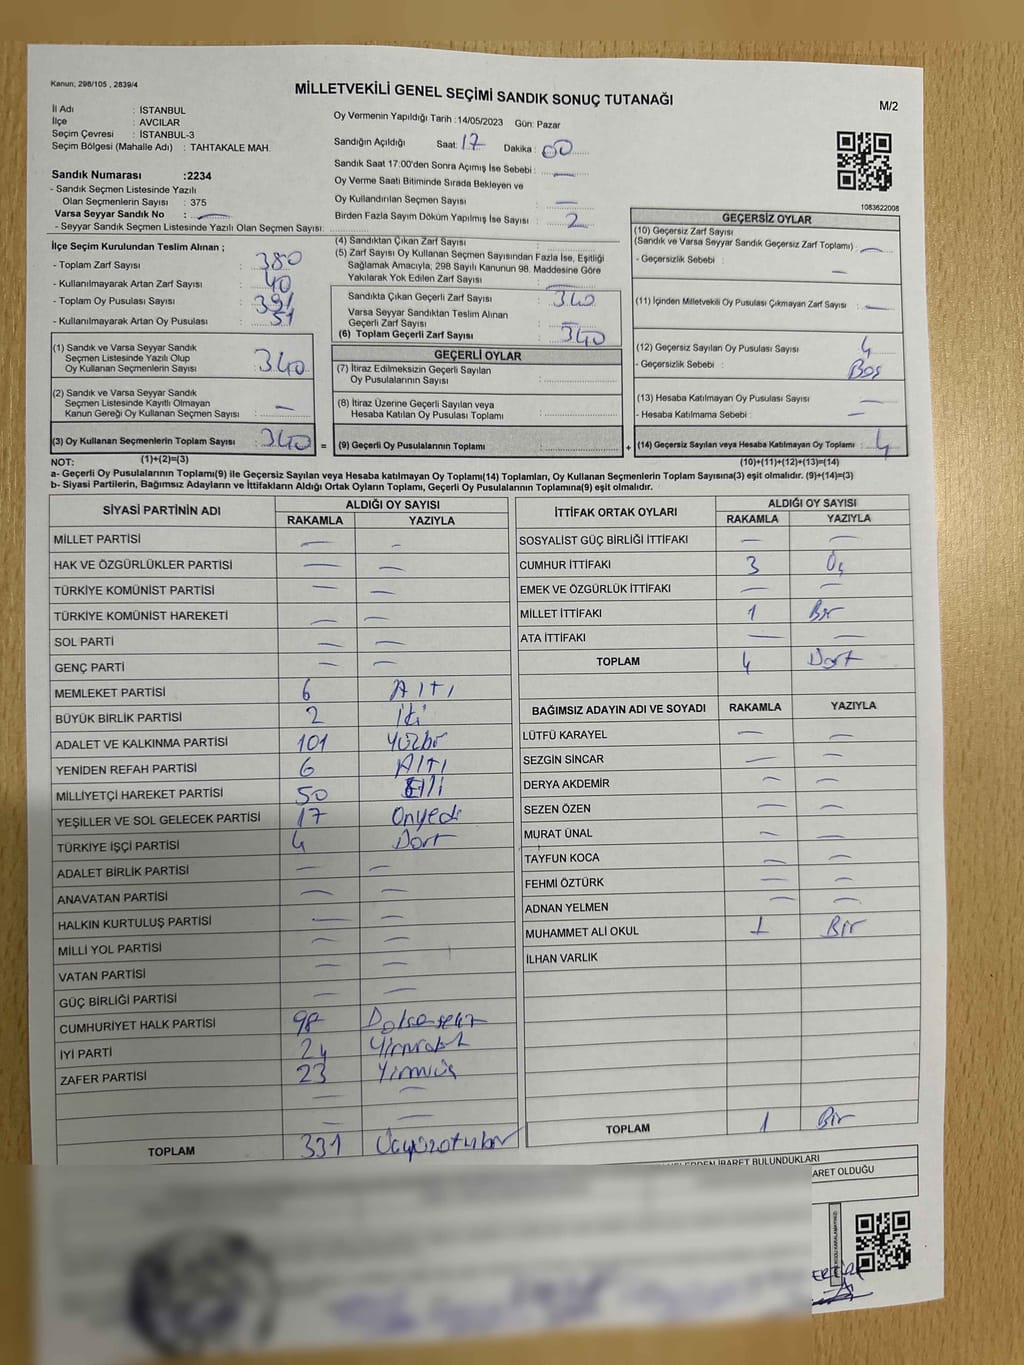 Kanun; 298/105 , 2839/4
MİLLETVEKİLİ GENEL SEÇİMİ SANDIK SONUÇ TUTANAĞI
M/2
İl Adı : İSTANBUL
İlçe : AVCILAR
Seçim Çevresi : İSTANBUL-3
Seçim Bölgesi (Mahalle Adı) : TAHTAKALE MAH.
Sandık Numarası :2234
- Sandık Seçmen Listesinde Yazılı
Olan Seçmenlerin Sayısı : 375
Varsa Seyyar Sandık No : —
- Seyyar Sandık Seçmen Listesinde Yazılı Olan Seçmen Sayısı:
Oy Vermenin Yapıldığı Tarih :14/05/2023 Gün: Pazar
Sandığın Açıldığı Saat: 17 Dakika : 00
Sandık Saat 17:00'den Sonra Açımış İse Sebebi : —
Oy Verme Saati Bitiminde Sırada Bekleyen ve
Oy Kullandırılan Seçmen Sayısı : —
Birden Fazla Sayım Döküm Yapılmış İse Sayısı : 2
1083622008
İlçe Seçim Kurulundan Teslim Alınan ;
- Toplam Zarf Sayısı : 380
- Kullanılmayarak Artan Zarf Sayısı : 40
- Toplam Oy Pusulası Sayısı : 391
- Kullanılmayarak Artan Oy Pusulası : 51
(1) Sandık ve Varsa Seyyar Sandık
Seçmen Listesinde Yazılı Olup
Oy Kullanan Seçmenlerin Sayısı : 340
(2) Sandık ve Varsa Seyyar Sandık
Seçmen Listesinde Kayıtlı Olmayan
Kanun Gereği Oy Kullanan Seçmen Sayısı : —
(3) Oy Kullanan Seçmenlerin Toplam Sayısı : 340
(1)+(2)=(3)
(4) Sandıktan Çıkan Zarf Sayısı :
(5) Zarf Sayısı Oy Kullanan Seçmen Sayısından Fazla İse, Eşitliği
Sağlamak Amacıyla, 298 Sayılı Kanunun 98. Maddesine Göre
Yakılarak Yok Edilen Zarf Sayısı : —
Sandıkta Çıkan Geçerli Zarf Sayısı : 340
Varsa Seyyar Sandıktan Teslim Alınan
Geçerli Zarf Sayısı : —
(6) Toplam Geçerli Zarf Sayısı : 340
GEÇERLİ OYLAR
(7) İtiraz Edilmeksizin Geçerli Sayılan
Oy Pusulalarının Sayısı :
(8) İtiraz Üzerine Geçerli Sayılan veya
Hesaba Katılan Oy Pusulası Toplamı :
= (9) Geçerli Oy Pusulalarının Toplamı :
GEÇERSİZ OYLAR
(10) Geçersiz Zarf Sayısı
(Sandık ve Varsa Seyyar Sandık Geçersiz Zarf Toplamı) : —
- Geçersizlik Sebebi : —
(11) İçinden Milletvekili Oy Pusulası Çıkmayan Zarf Sayısı : —
(12) Geçersiz Sayılan Oy Pusulası Sayısı : 4
- Geçersizlik Sebebi : Boş
(13) Hesaba Katılmayan Oy Pusulası Sayısı : —
- Hesaba Katılmama Sebebi : —
+ (14) Geçersiz Sayılan veya Hesaba Katılmayan Oy Toplamı : 4
(10)+(11)+(12)+(13)=(14)
NOT:
a- Geçerli Oy Pusulalarının Toplamı(9) ile Geçersiz Sayılan veya Hesaba katılmayan Oy Toplamı(14) Toplamları, Oy Kullanan Seçmenlerin Toplam Sayısına(3) eşit olmalıdır. (9)+(14)=(3)
b- Siyasi Partilerin, Bağımsız Adayların ve İttifakların Aldığı Ortak Oyların Toplamı, Geçerli Oy Pusulalarının Toplamına(9) eşit olmalıdır.
SİYASİ PARTİNİN ADI ALDIĞI OY SAYISI
RAKAMLA YAZIYLA
MİLLET PARTİSİ — —
HAK VE ÖZGÜRLÜKLER PARTİSİ — —
TÜRKİYE KOMÜNİST PARTİSİ — —
TÜRKİYE KOMÜNİST HAREKETİ — —
SOL PARTİ — —
GENÇ PARTİ — —
MEMLEKET PARTİSİ 6 Altı
BÜYÜK BİRLİK PARTİSİ 2 İki
ADALET VE KALKINMA PARTİSİ 101 Yüzbir
YENİDEN REFAH PARTİSİ 6 Altı
MİLLİYETÇİ HAREKET PARTİSİ 50 Elli
YEŞİLLER VE SOL GELECEK PARTİSİ 17 Onyedi
TÜRKİYE İŞÇİ PARTİSİ 4 Dört
ADALET BİRLİK PARTİSİ — —
ANAVATAN PARTİSİ — —
HALKIN KURTULUŞ PARTİSİ — —
MİLLİ YOL PARTİSİ — —
VATAN PARTİSİ — —
GÜÇ BİRLİĞİ PARTİSİ — —
CUMHURİYET HALK PARTİSİ 98 Doksansekiz
İYİ PARTİ 24 Yirmidört
ZAFER PARTİSİ 23 Yirmiüç
— —
— —
TOPLAM 331 Üçyüzotuzbir
İTTİFAK ORTAK OYLARI ALDIĞI OY SAYISI
RAKAMLA YAZIYLA
SOSYALİST GÜÇ BİRLİĞİ İTTİFAKI — —
CUMHUR İTTİFAKI 3 Üç
EMEK VE ÖZGÜRLÜK İTTİFAKI — —
MİLLET İTTİFAKI 1 Bir
ATA İTTİFAKI — —
TOPLAM 4 Dört
BAĞIMSIZ ADAYIN ADI VE SOYADI RAKAMLA YAZIYLA
LÜTFÜ KARAYEL — —
SEZGİN SİNCAR — —
DERYA AKDEMİR — —
SEZEN ÖZEN — —
MURAT ÜNAL — —
TAYFUN KOCA — —
FEHMİ ÖZTÜRK — —
ADNAN YELMEN — —
MUHAMMET ALİ OKUL 1 Bir
İLHAN VARLIK
TOPLAM 1 Bir
İBARET BULUNDUKLARI
ARET OLDUĞU